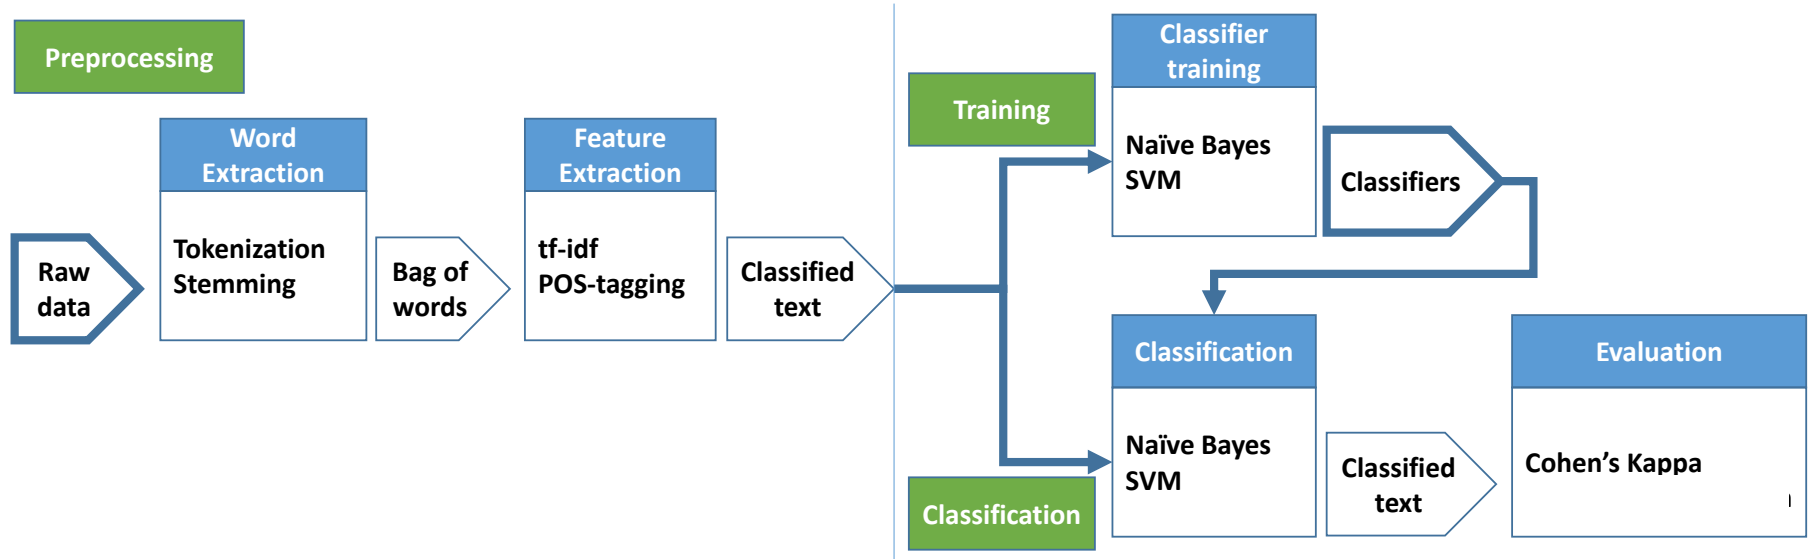 Preprocessing
Word
Extraction
Tokenization
Stemming
Raw
data
Bag of
words
Feature
Extraction
tf-idf
POS-tagging
Classified
text
Training
Classifier
training
Naïve Bayes
SVM
Classifiers
Classification
Classification
Naïve Bayes
SVM
Classified
text
Evaluation
Cohen's Kappa